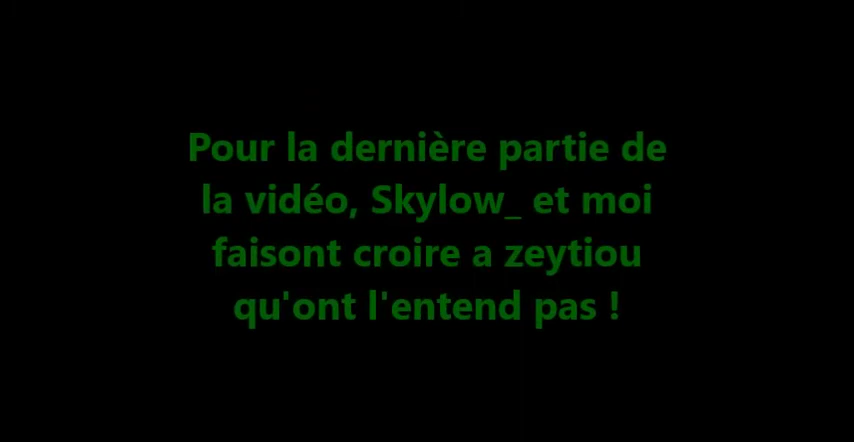 Pour la dernière partie de
la vidéo, Skylow_ et moi
faisont croire a zeytiou
qu'ont l'entend pas !